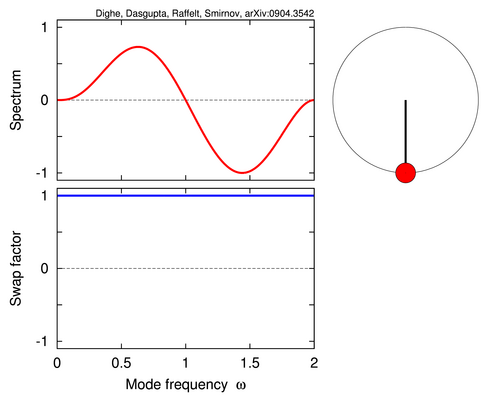 Dighe, Dasgupta, Raffelt, Smirnov, arXiv:0904.3542
1
0
-1
Spectrum
1
0
-1
Swap factor
0 0.5 1 1.5 2
Mode frequency ω